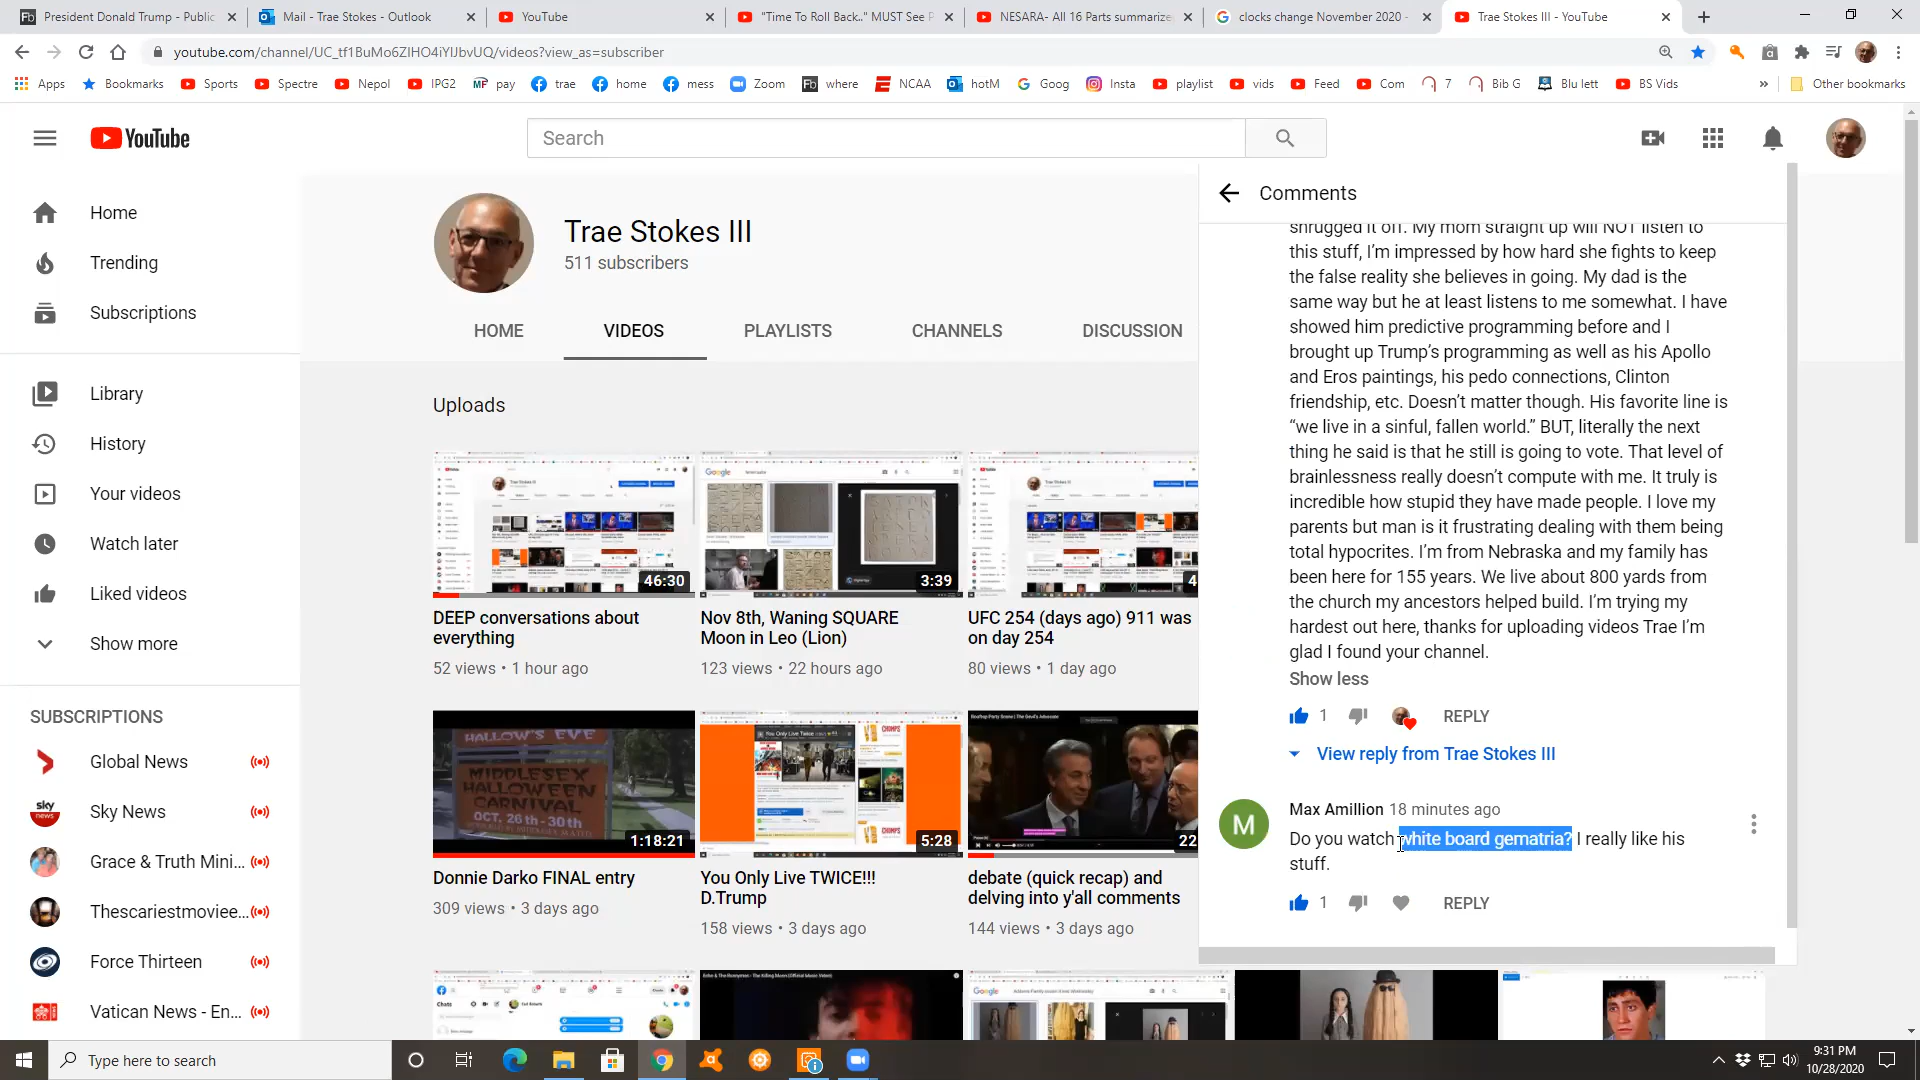 President Donald Trump - Public
Mail - Trae Stokes - Outlook
YouTube
"Time To Roll Back.." MUST See P
NESARA- All 16 Parts summarize
clocks change November 2020 -
Trae Stokes III - YouTube
youtube.com/channel/UC_tf1BuMo6ZIHO4iYIJbvUQ/videos?view_as=subscriber
Apps Bookmarks Sports Spectre Nepol IPG2 pay trae home mess Zoom where NCAA hotM Goog Insta playlist vids Feed Com 7 Bib G Blu lett BS Vids » Other bookmarks
YouTube
Search
Home
Trending
Subscriptions
Library
History
Your videos
Watch later
Liked videos
Show more
SUBSCRIPTIONS
Global News
Sky News
Grace & Truth Mini...
Thescariestmoviee...
Force Thirteen
Vatican News - En...
Trae Stokes III
511 subscribers
HOME VIDEOS PLAYLISTS CHANNELS DISCUSSION
Uploads
46:30
DEEP conversations about
everything
52 views • 1 hour ago
3:39
Nov 8th, Waning SQUARE
Moon in Leo (Lion)
123 views • 22 hours ago
4
UFC 254 (days ago) 911 was
on day 254
80 views • 1 day ago
HALLOW'S EVE
MIDDLESEX
HALLOWEEN
CARNIVAL
OCT. 26th - 30th
1:18:21
Donnie Darko FINAL entry
309 views • 3 days ago
5:28
You Only Live TWICE!!!
D.Trump
158 views • 3 days ago
22
debate (quick recap) and
delving into y'all comments
144 views • 3 days ago
Comments
shrugged it off. My mom straight up will NOT listen to
this stuff, I'm impressed by how hard she fights to keep
the false reality she believes in going. My dad is the
same way but he at least listens to me somewhat. I have
showed him predictive programming before and I
brought up Trump's programming as well as his Apollo
and Eros paintings, his pedo connections, Clinton
friendship, etc. Doesn't matter though. His favorite line is
“we live in a sinful, fallen world.” BUT, literally the next
thing he said is that he still is going to vote. That level of
brainlessness really doesn't compute with me. It truly is
incredible how stupid they have made people. I love my
parents but man is it frustrating dealing with them being
total hypocrites. I'm from Nebraska and my family has
been here for 155 years. We live about 800 yards from
the church my ancestors helped build. I'm trying my
hardest out here, thanks for uploading videos Trae I'm
glad I found your channel.
Show less
1 REPLY
View reply from Trae Stokes III
M
Max Amillion 18 minutes ago
Do you watch white board gematria? I really like his
stuff.
1 REPLY
Type here to search
9:31 PM
10/28/2020